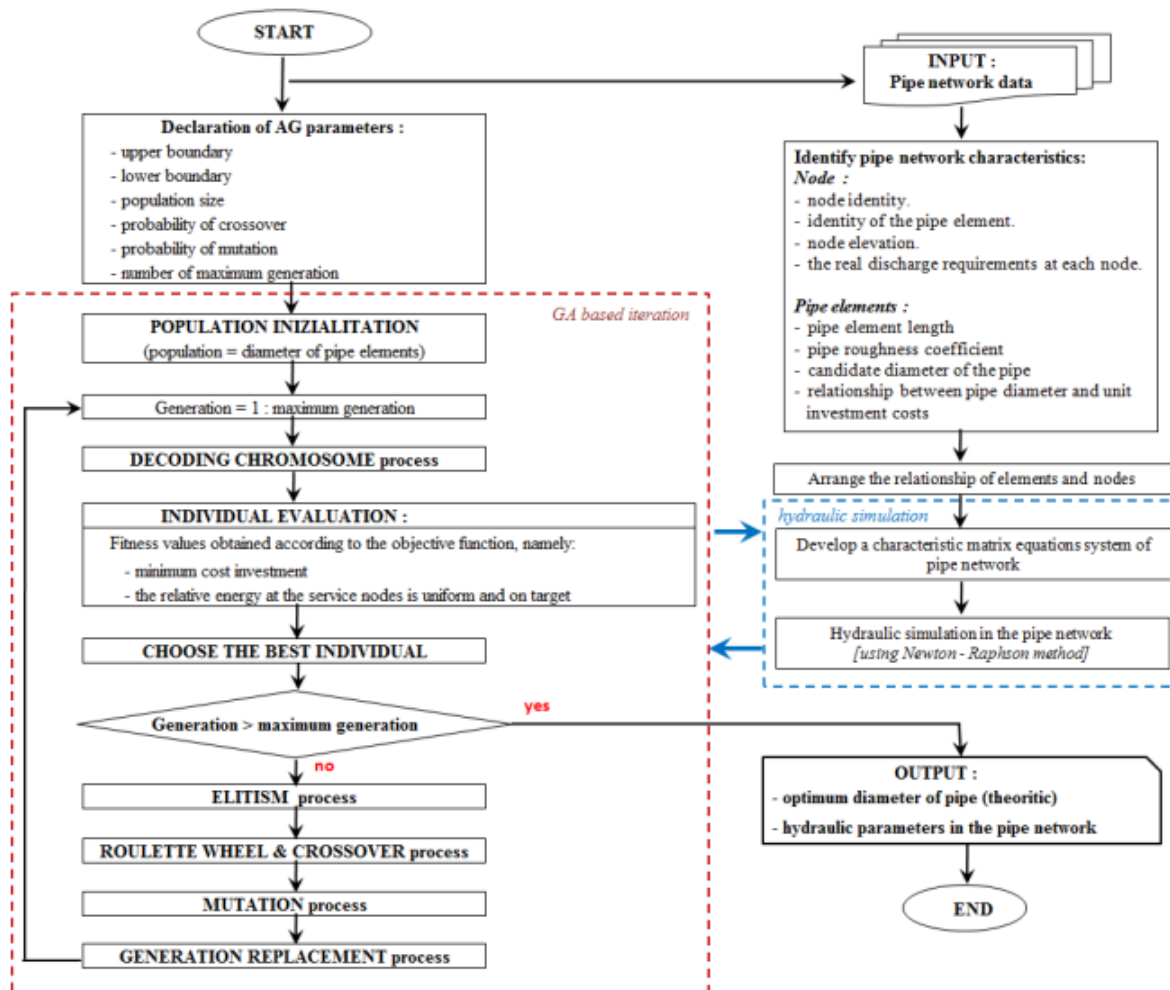 START
Declaration of AG parameters :
- upper boundary
- lower boundary
- population size
- probability of crossover
- probability of mutation
- number of maximum generation
GA based iteration
POPULATION INIZIALITATION
(population = diameter of pipe elements)
Generation = 1 : maximum generation
DECODING CHROMOSOME process
INDIVIDUAL EVALUATION :
Fitness values obtained according to the objective function, namely:
- minimum cost investment
- the relative energy at the service nodes is uniform and on target
CHOOSE THE BEST INDIVIDUAL
Generation > maximum generation
yes
no
ELITISM process
ROULETTE WHEEL & CROSSOVER process
MUTATION process
GENERATION REPLACEMENT process
INPUT :
Pipe network data
Identify pipe network characteristics:
Node :
- node identity.
- identity of the pipe element.
- node elevation.
- the real discharge requirements at each node.
Pipe elements :
- pipe element length
- pipe roughness coefficient
- candidate diameter of the pipe
- relationship between pipe diameter and unit
investment costs
Arrange the relationship of elements and nodes
hydraulic simulation
Develop a characteristic matrix equations system of
pipe network
Hydraulic simulation in the pipe network
[using Newton - Raphson method]
OUTPUT :
- optimum diameter of pipe (theoritic)
- hydraulic parameters in the pipe network
END